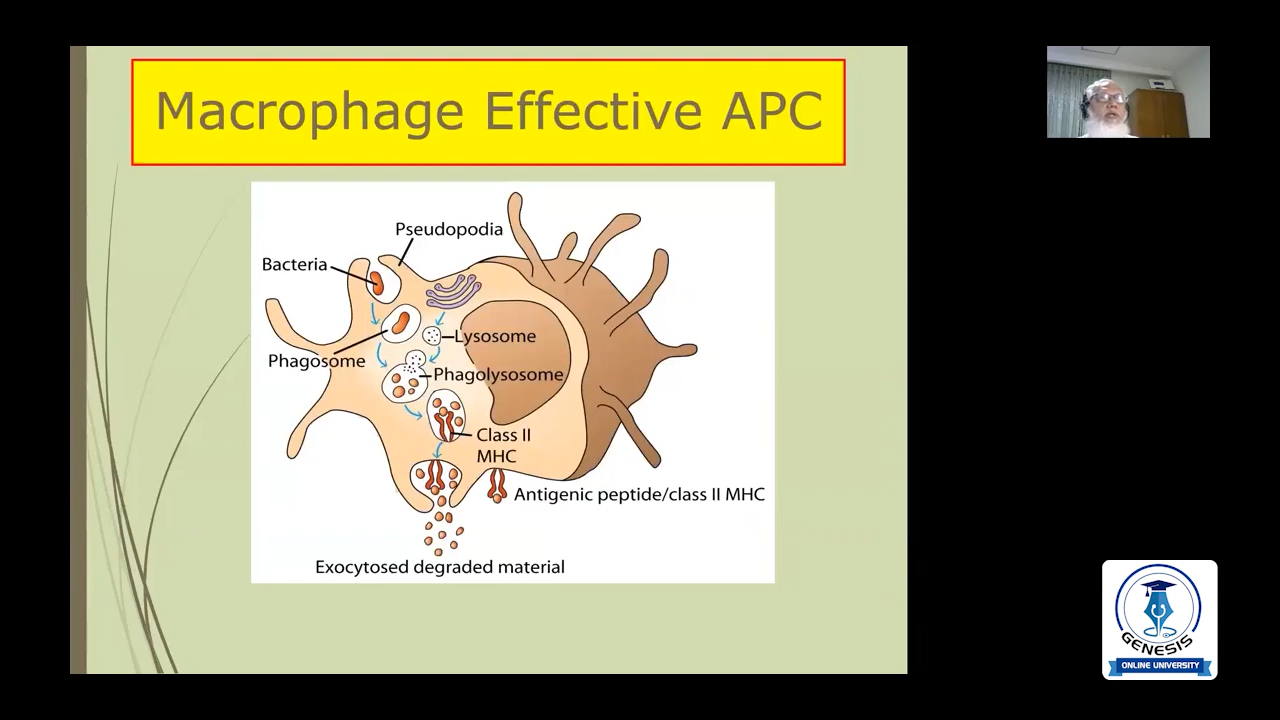 Macrophage Effective APC
Pseudopodia
Bacteria
Lysosome
Phagosome
Phagolysosome
Class II
MHC
Antigenic peptide/class II MHC
Exocytosed degraded material
GENESIS
ONLINE UNIVERSITY